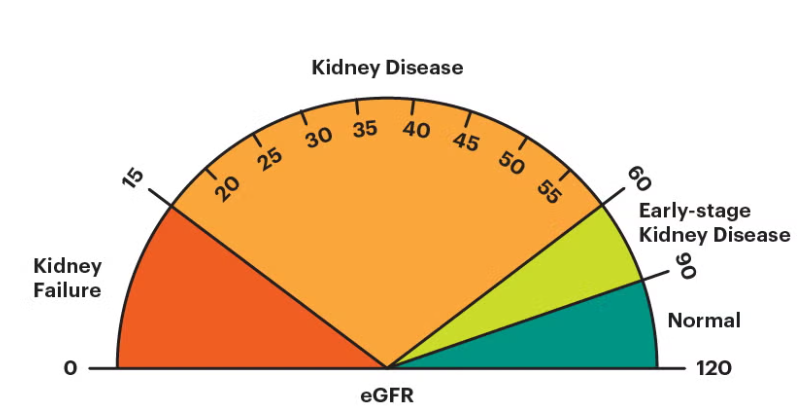 Kidney Disease
15
20
25
30
35
40
45
50
55
60
Early-stage
Kidney Disease
90
Kidney
Failure
Normal
0
120
eGFR